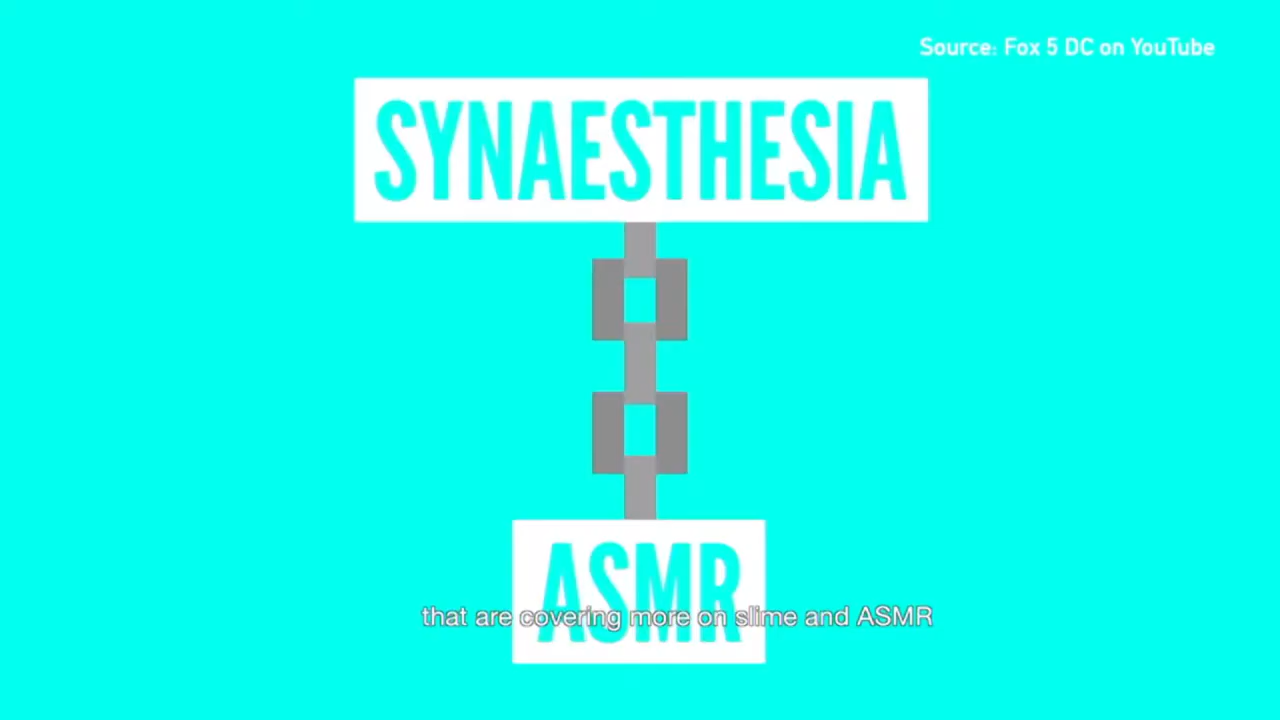 Source: Fox 5 DC on YouTube
SYNAESTHESIA
ASMR
that are covering more on slime and ASMR